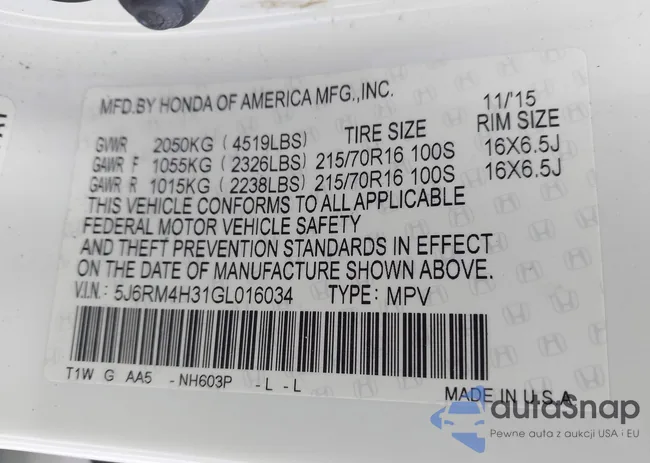 MFD.BY HONDA OF AMERICA MFG.,INC. 11/'15
GVWR 2050KG (4519LBS) TIRE SIZE RIM SIZE
GAWR F 1055KG (2326LBS) 215/70R16 100S 16X6.5J
GAWR R 1015KG (2238LBS) 215/70R16 100S 16X6.5J
THIS VEHICLE CONFORMS TO ALL APPLICABLE
FEDERAL MOTOR VEHICLE SAFETY
AND THEFT PREVENTION STANDARDS IN EFFECT
ON THE DATE OF MANUFACTURE SHOWN ABOVE.
V.I.N.: 5J6RM4H31GL016034 TYPE: MPV
T1W G AA5 - NH603P - L - L
MADE IN U.S.A
autoSnap
Pewne auta z aukcji USA i EU